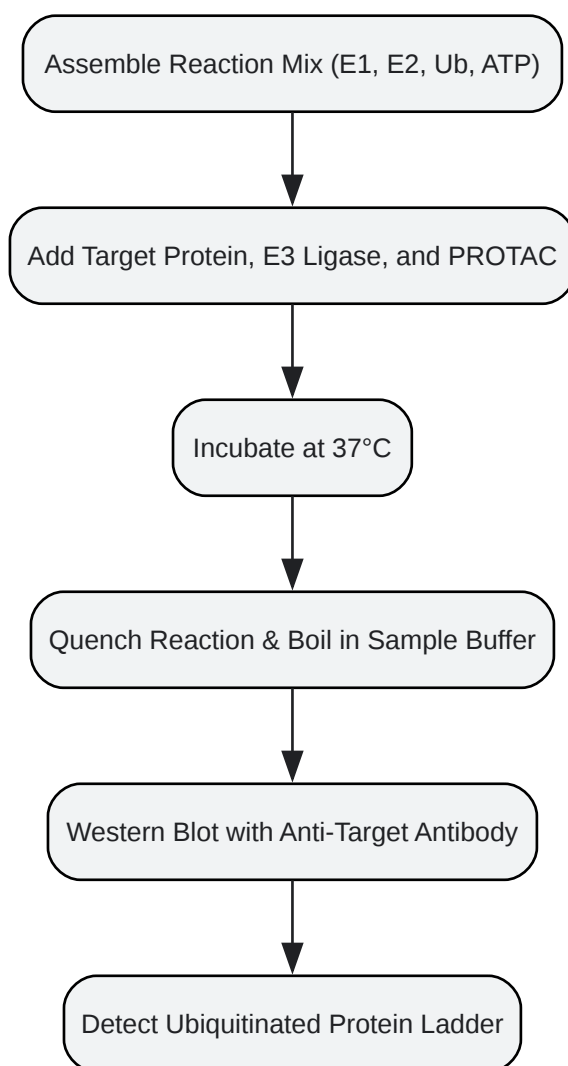 Assemble Reaction Mix (E1, E2, Ub, ATP)
Add Target Protein, E3 Ligase, and PROTAC
Incubate at 37°C
Quench Reaction & Boil in Sample Buffer
Western Blot with Anti-Target Antibody
Detect Ubiquitinated Protein Ladder